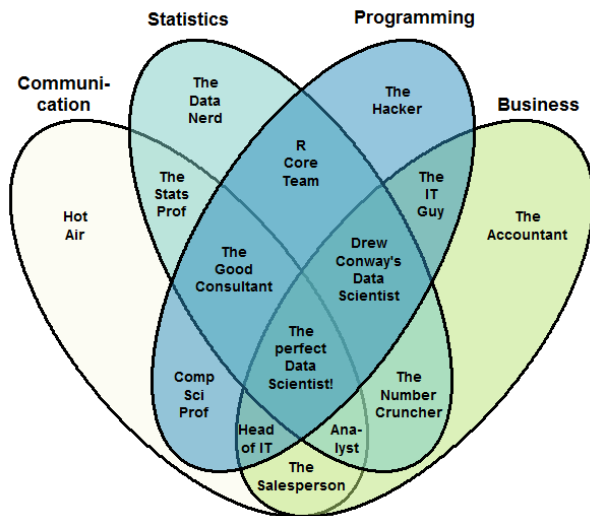 Statistics
Programming
Communi-
cation
Business
The
Data
Nerd
The
Hacker
R
Core
Team
The
Stats
Prof
The
IT
Guy
Hot
Air
The
Accountant
The
Good
Consultant
Drew
Conway's
Data
Scientist
The
perfect
Data
Scientist!
Comp
Sci
Prof
The
Number
Cruncher
Head
of IT
Ana-
lyst
The
Salesperson